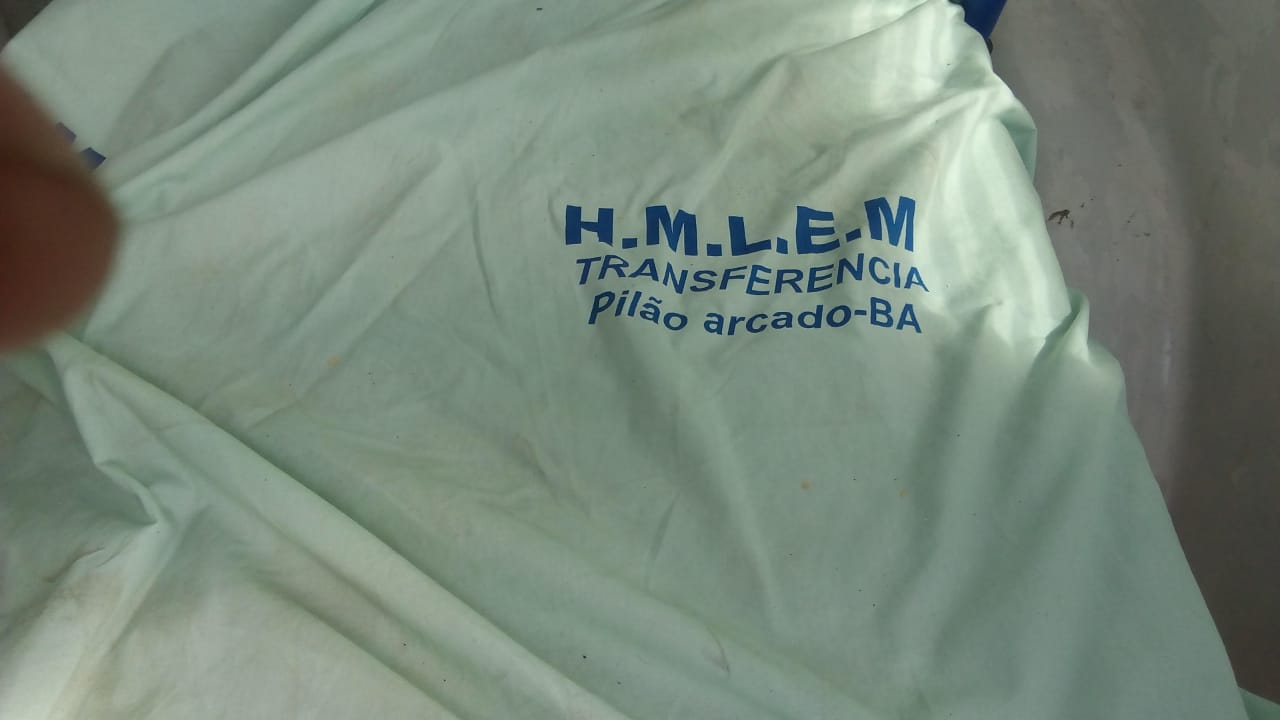 H.M.L.E.M
TRANSFERENCIA
Pilão arcado-BA